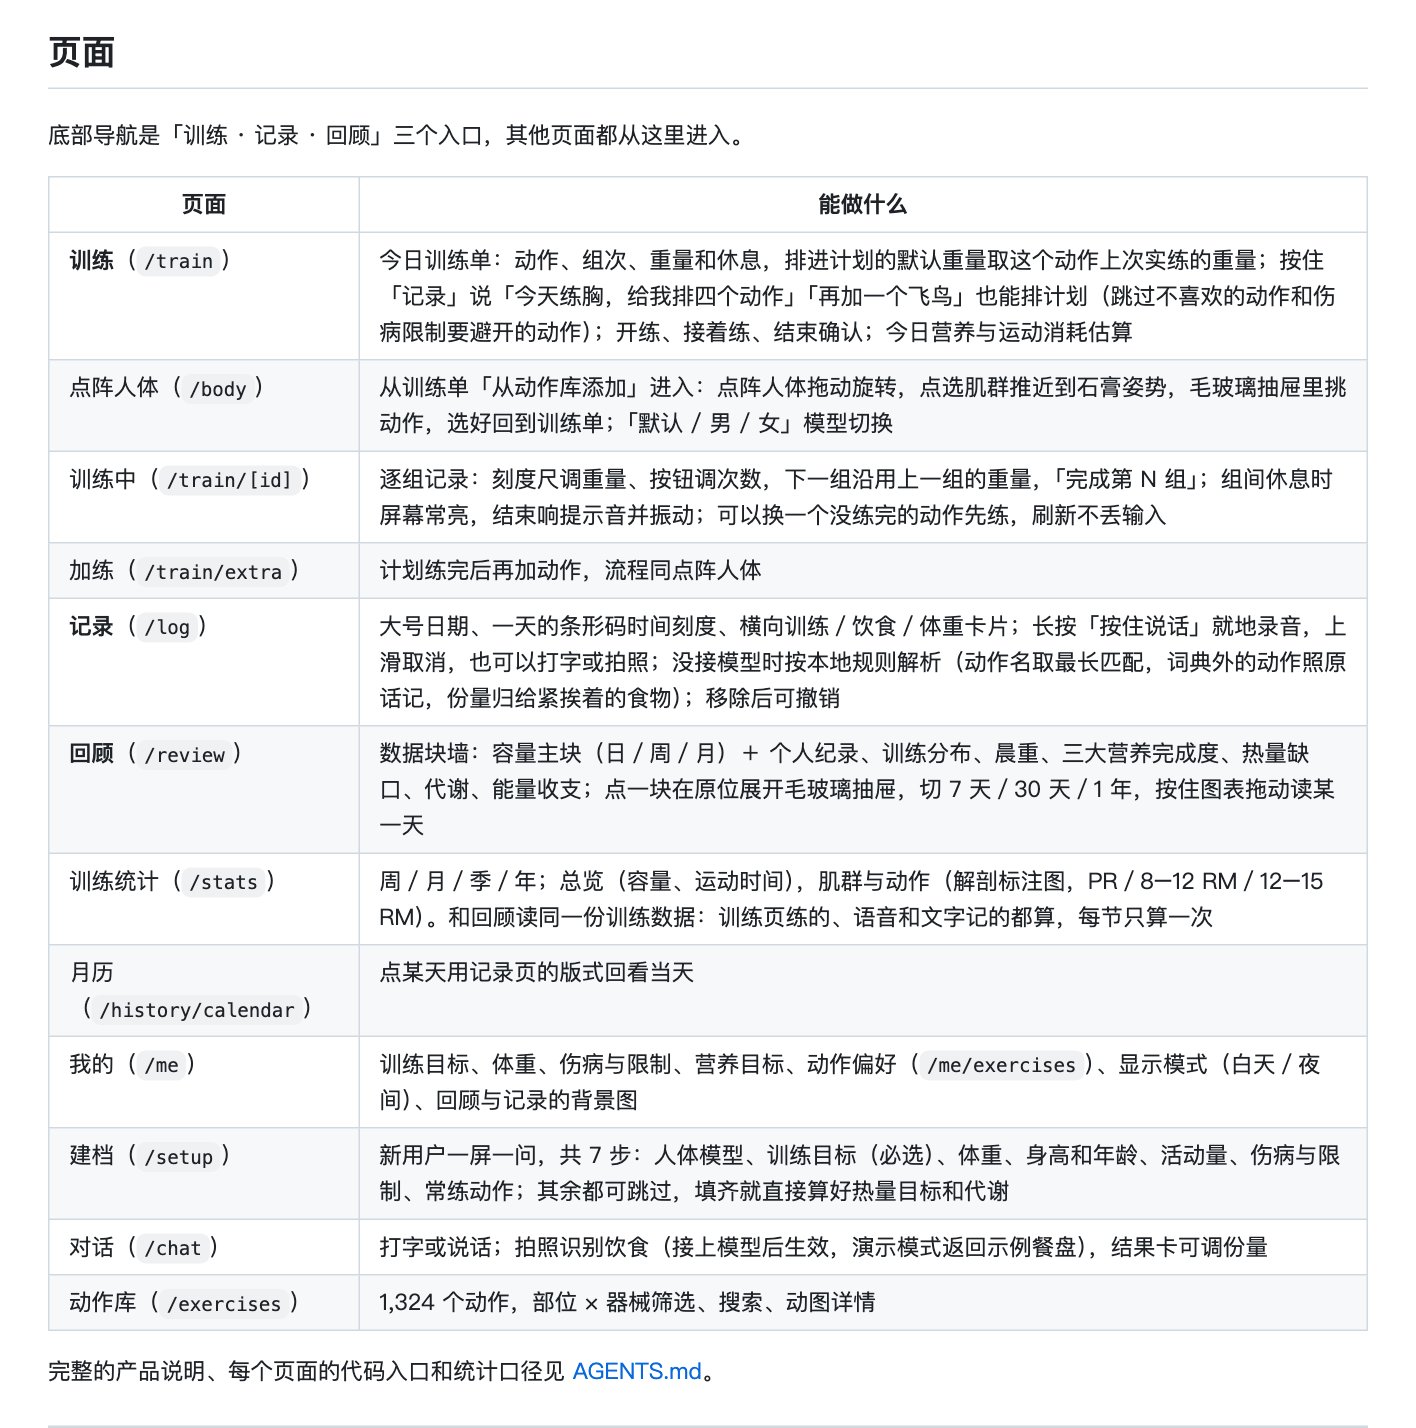 页面
底部导航是「训练 · 记录 · 回顾」三个入口，其他页面都从这里进入。
页面
能做什么
训练（/train）
今日训练单：动作、组次、重量和休息，排进计划的默认重量取这个动作上次实练的重量；按住
「记录」说「今天练胸，给我排四个动作」「再加一个飞鸟」也能排计划（跳过不喜欢的动作和伤
病限制要避开的动作）；开练、接着练、结束确认；今日营养与运动消耗估算
点阵人体（/body）
从训练单「从动作库添加」进入：点阵人体拖动旋转，点选肌群推近到石膏姿势，毛玻璃抽屉里挑
动作，选好回到训练单；「默认 / 男 / 女」模型切换
训练中（/train/[id]）
逐组记录：刻度尺调重量、按钮调次数，下一组沿用上一组的重量，「完成第 N 组」；组间休息时
屏幕常亮，结束响提示音并振动；可以换一个没练完的动作先练，刷新不丢输入
加练（/train/extra）
计划练完后再加动作，流程同点阵人体
记录（/log）
大号日期、一天的条形码时间刻度、横向训练 / 饮食 / 体重卡片；长按「按住说话」就地录音，上
滑取消，也可以打字或拍照；没接模型时按本地规则解析（动作名取最长匹配，词典外的动作照原
话记，份量归给紧挨着的食物）；移除后可撤销
回顾（/review）
数据块墙：容量主块（日 / 周 / 月）＋ 个人纪录、训练分布、晨重、三大营养完成度、热量缺
口、代谢、能量收支；点一块在原位展开毛玻璃抽屉，切 7 天 / 30 天 / 1 年，按住图表拖动读某
一天
训练统计（/stats）
周 / 月 / 季 / 年；总览（容量、运动时间），肌群与动作（解剖标注图，PR / 8–12 RM / 12–15
RM）。和回顾读同一份训练数据：训练页练的、语音和文字记的都算，每节只算一次
月历
（/history/calendar）
点某天用记录页的版式回看当天
我的（/me）
训练目标、体重、伤病与限制、营养目标、动作偏好（/me/exercises）、显示模式（白天 / 夜
间）、回顾与记录的背景图
建档（/setup）
新用户一屏一问，共 7 步：人体模型、训练目标（必选）、体重、身高和年龄、活动量、伤病与限
制、常练动作；其余都可跳过，填齐就直接算好热量目标和代谢
对话（/chat）
打字或说话；拍照识别饮食（接上模型后生效，演示模式返回示例餐盘），结果卡可调份量
动作库（/exercises）
1,324 个动作，部位 × 器械筛选、搜索、动图详情
完整的产品说明、每个页面的代码入口和统计口径见 AGENTS.md。